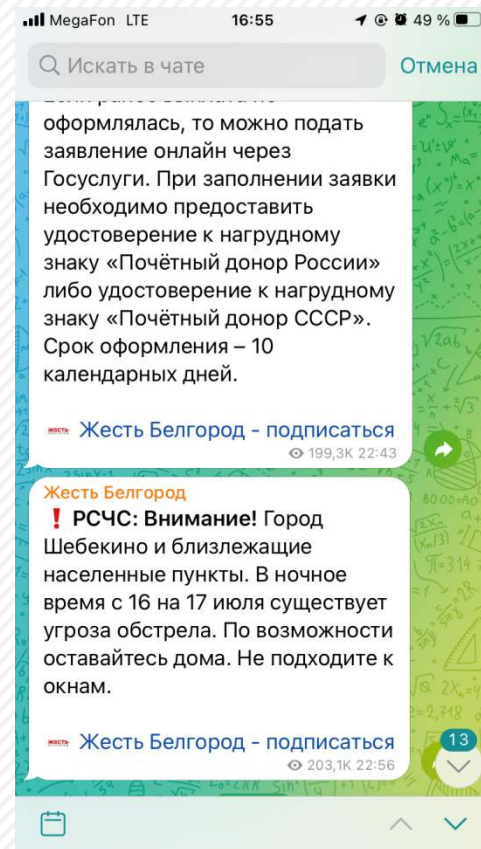 MegaFon LTE 16:55 49 %
Искать в чате Отмена
оформлялась, то можно подать
заявление онлайн через
Госуслуги. При заполнении заявки
необходимо предоставить
удостоверение к нагрудному
знаку «Почётный донор России»
либо удостоверение к нагрудному
знаку «Почётный донор СССР».
Срок оформления – 10
календарных дней.
ЖЕСТЬ Жесть Белгород - подписаться
199,3K 22:43
Жесть Белгород
❗ РСЧС: Внимание! Город
Шебекино и близлежащие
населенные пункты. В ночное
время с 16 на 17 июля существует
угроза обстрела. По возможности
оставайтесь дома. Не подходите к
окнам.
13
ЖЕСТЬ Жесть Белгород - подписаться
203,1K 22:56